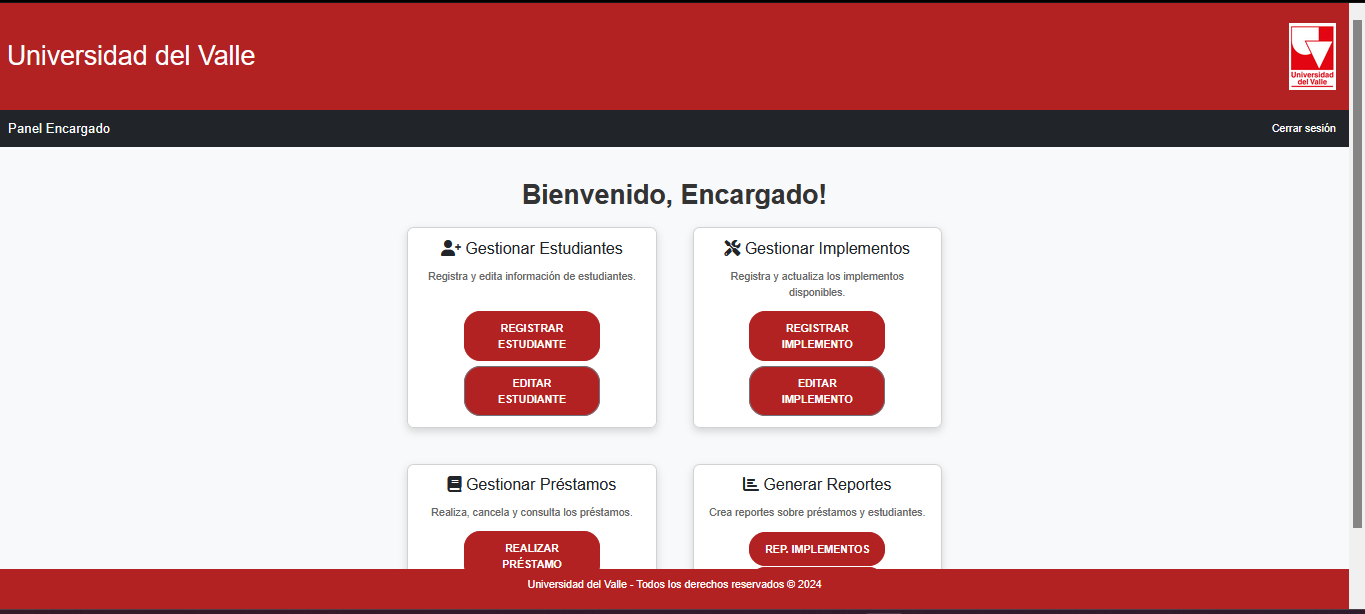 Universidad del Valle
Universidad
del Valle
Panel Encargado
Cerrar sesión
Bienvenido, Encargado!
Gestionar Estudiantes
Registra y edita información de estudiantes.
REGISTRAR
ESTUDIANTE
EDITAR
ESTUDIANTE
Gestionar Implementos
Registra y actualiza los implementos
disponibles.
REGISTRAR
IMPLEMENTO
EDITAR
IMPLEMENTO
Gestionar Préstamos
Realiza, cancela y consulta los préstamos.
REALIZAR
PRÉSTAMO
Generar Reportes
Crea reportes sobre préstamos y estudiantes.
REP. IMPLEMENTOS
Universidad del Valle - Todos los derechos reservados © 2024